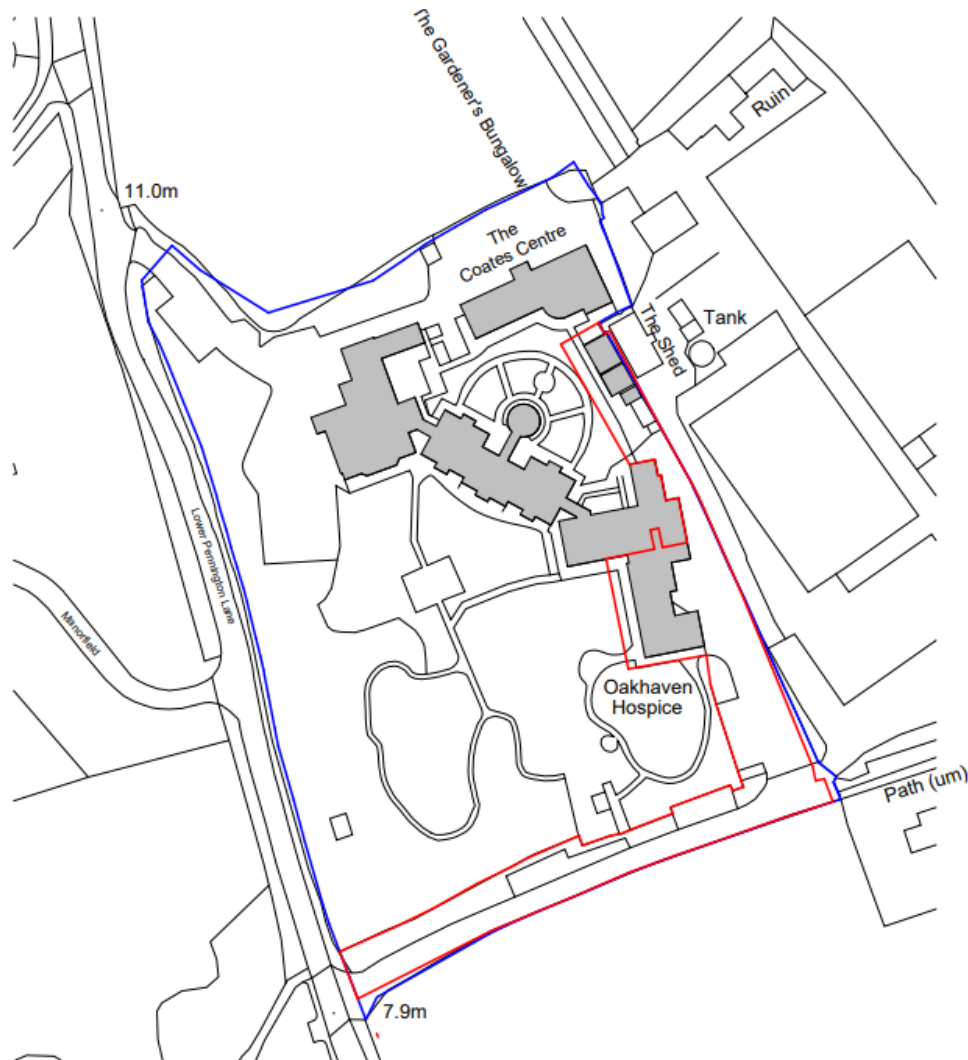 The Gardener's Bungalow
Ruin
11.0m
The
Coates Centre
The Shed
Tank
Lower Pennington Lane
Manorfield
Oakhaven
Hospice
Path (um)
7.9m